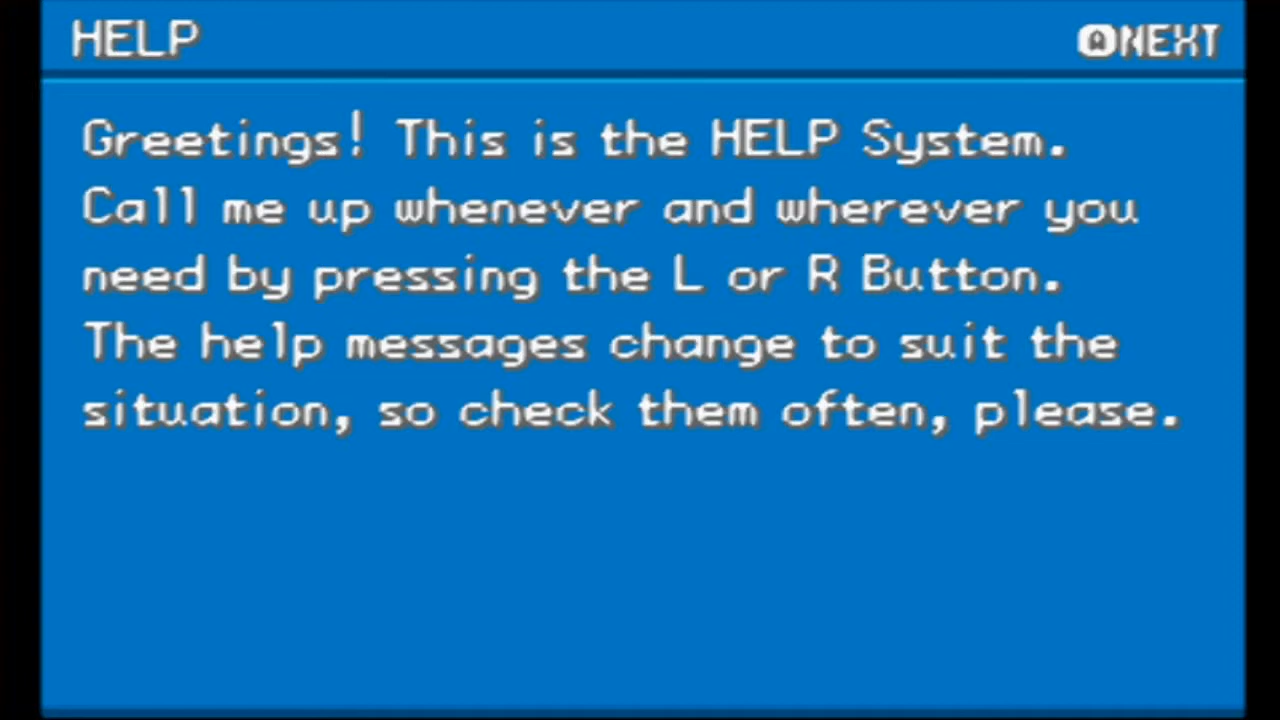 HELP
Ⓐ NEXT
Greetings! This is the HELP System.
Call me up whenever and wherever you
need by pressing the L or R Button.
The help messages change to suit the
situation, so check them often, please.